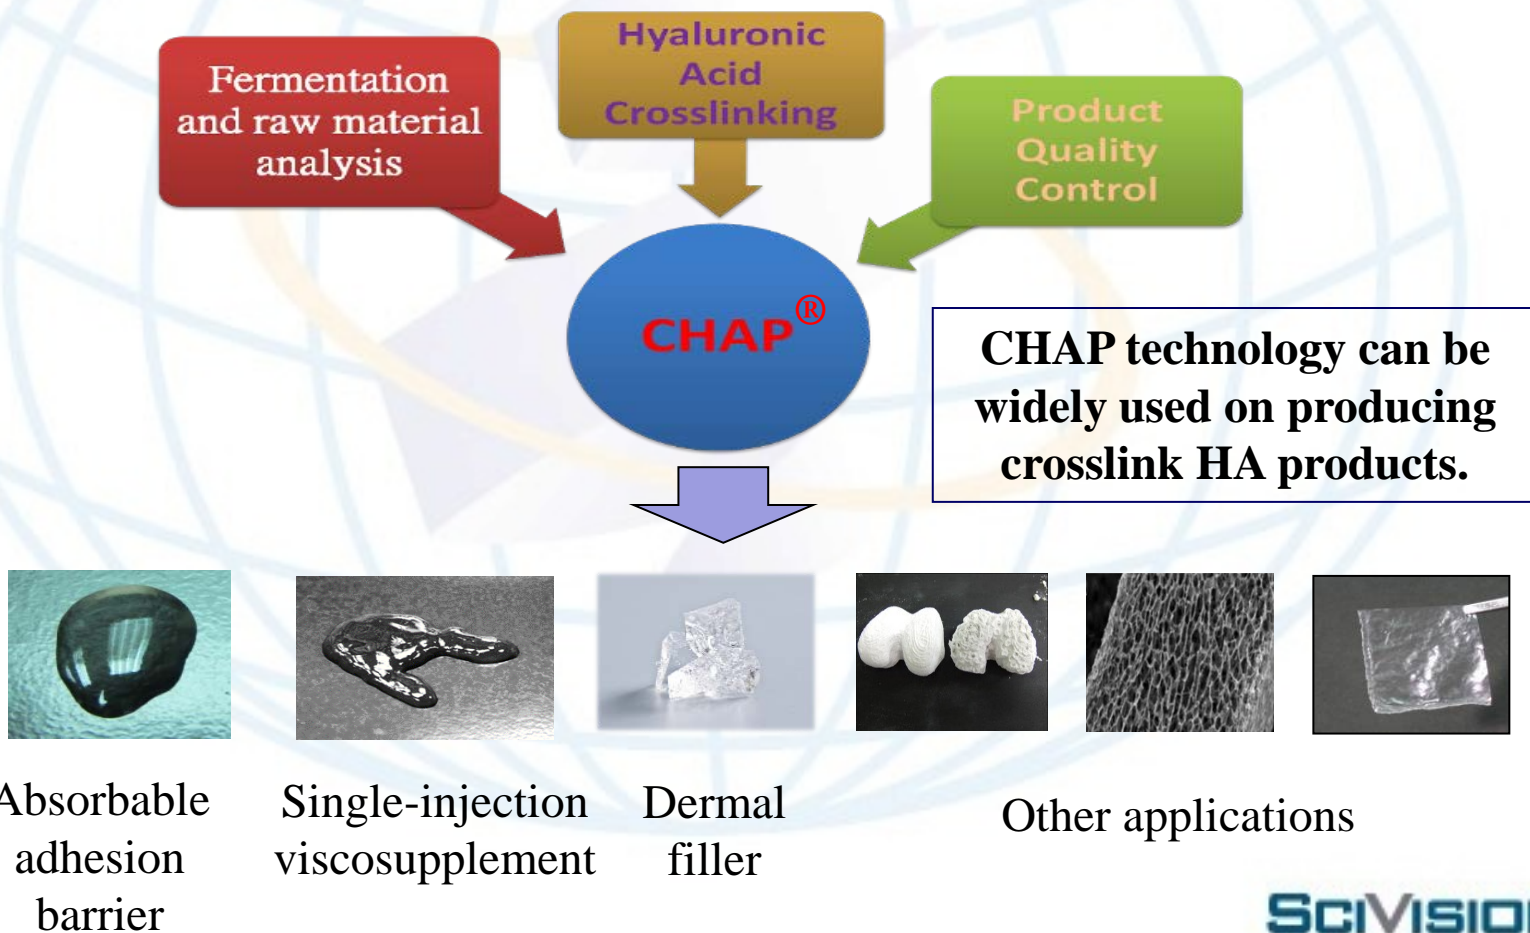 Fermentation
and raw material
analysis
Hyaluronic
Acid
Crosslinking
Product
Quality
Control
CHAP®
CHAP technology can be
widely used on producing
crosslink HA products.
Absorbable
adhesion
barrier
Single-injection
viscosupplement
Dermal
filler
Other applications
SCIVISION